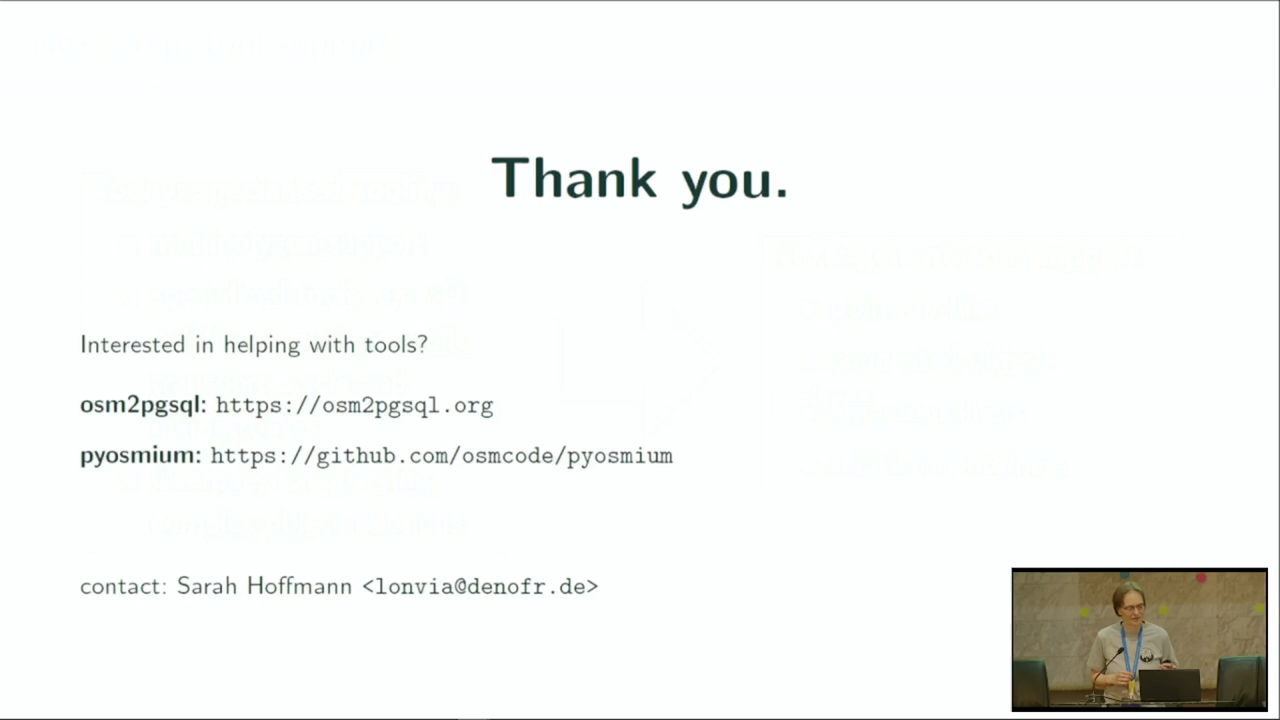 Thank you.
Interested in helping with tools?
osm2pgsql: https://osm2pgsql.org
pyosmium: https://github.com/osmcode/pyosmium
contact: Sarah Hoffmann <lonvia@denofr.de>